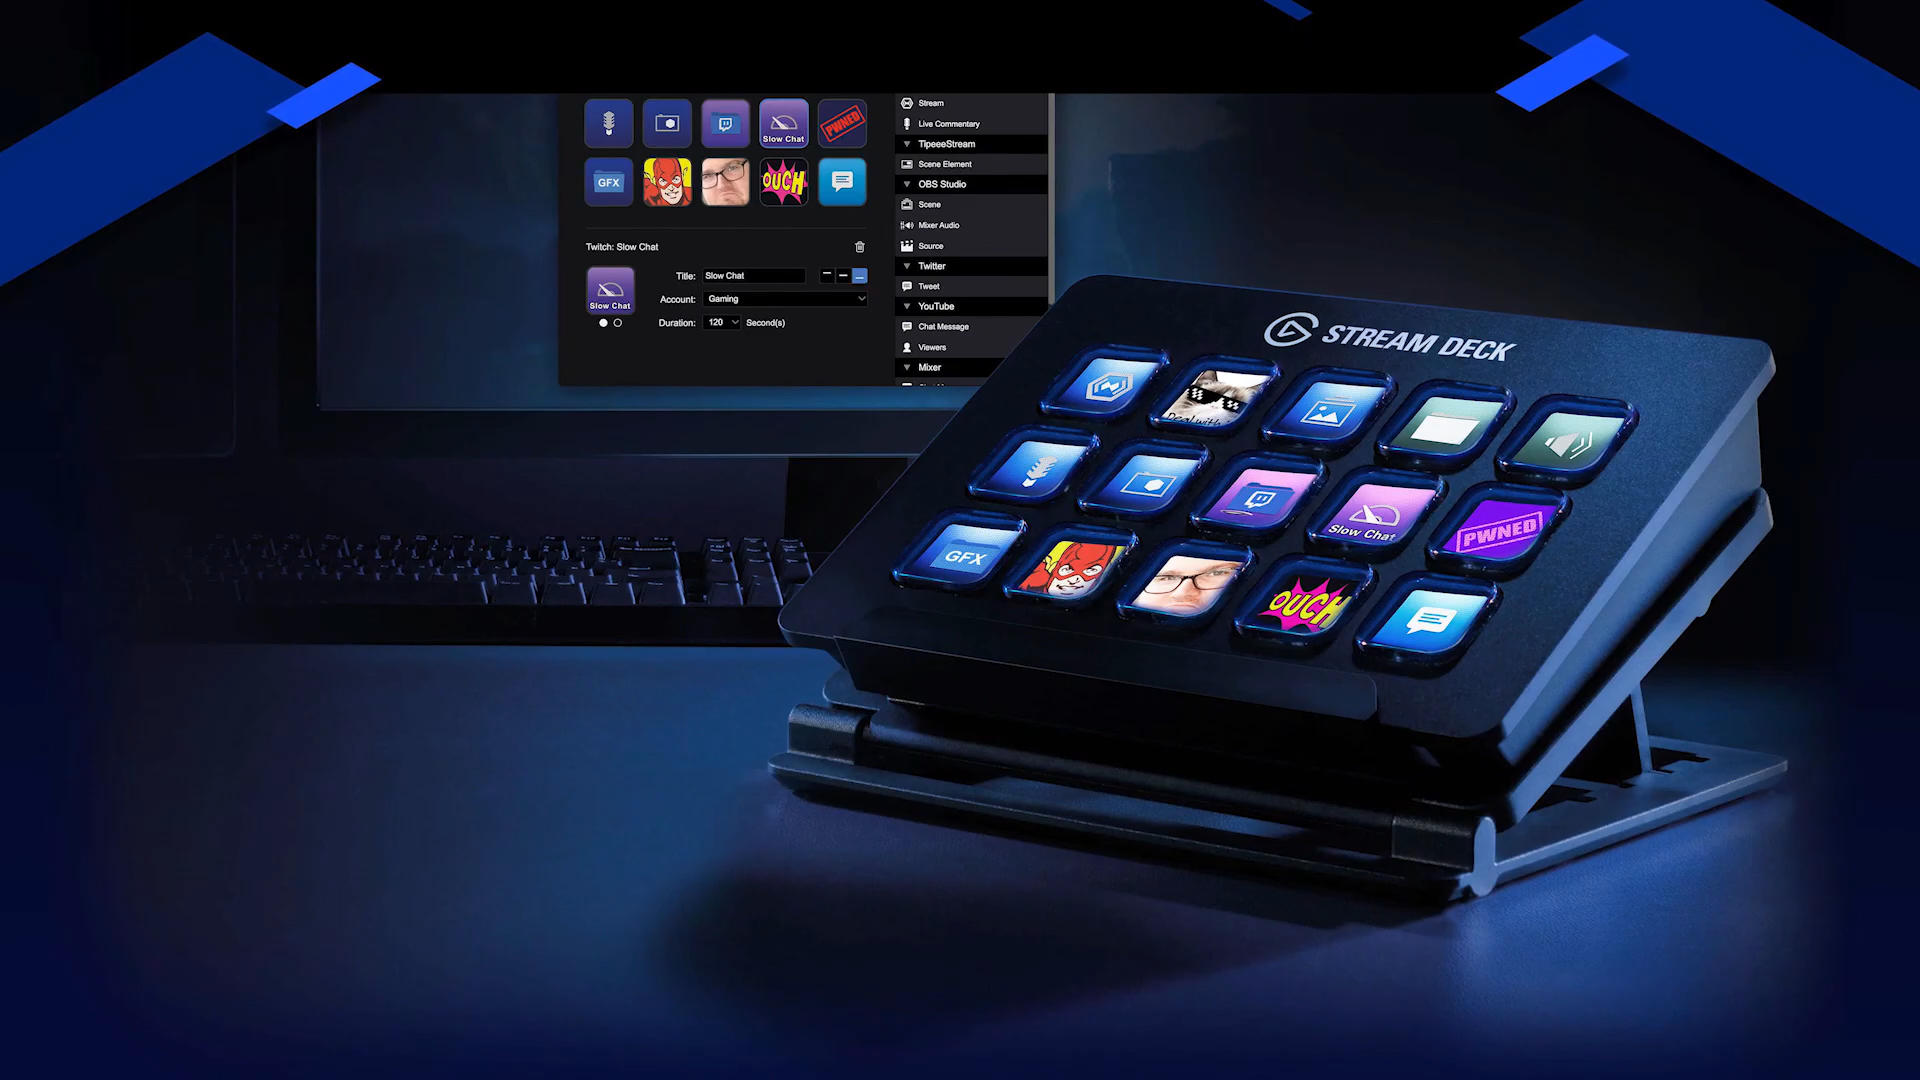 Slow Chat
PWNED
GFX
OUCH
Twitch: Slow Chat
Slow Chat
Title:
Slow Chat
Account:
Gaming
Duration:
120
Second(s)
Stream
Live Commentary
TipeeeStream
Scene Element
OBS Studio
Scene
Mixer Audio
Source
Twitter
Tweet
YouTube
Chat Message
Viewers
Mixer
STREAM DECK
Deal with
Slow Chat
PWNED
GFX
OUCH